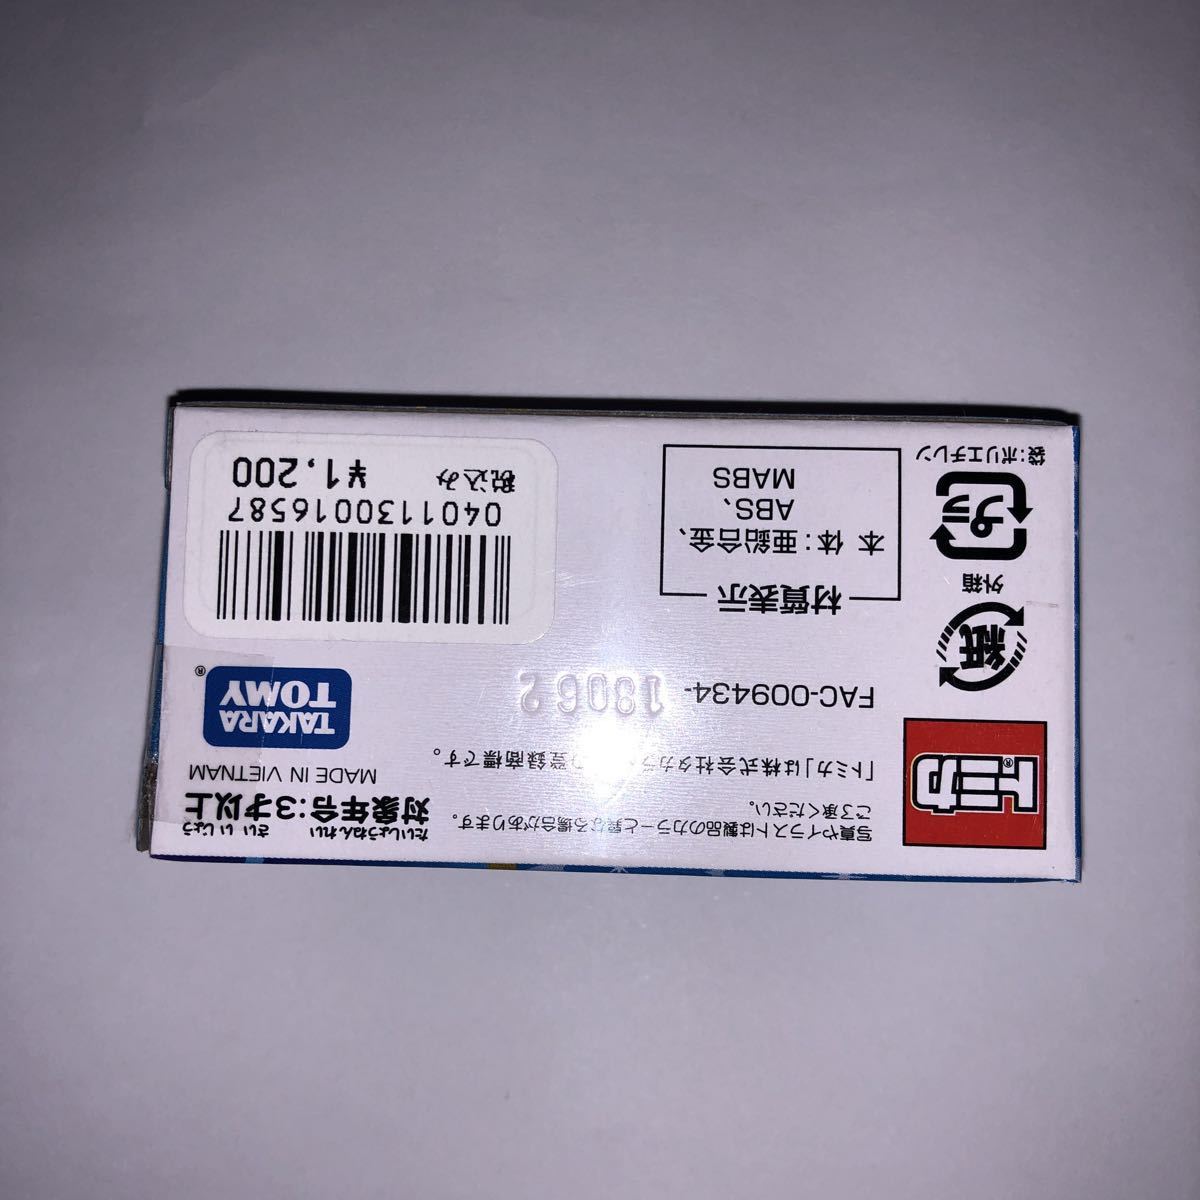 トミカ®
写真やイラストは製品のカラーと異なる場合があります。
ご了承ください。
「トミカ」は株式会社タカラ の登録商標です。
たいしょうねんれい さい いじょう
対象年令:3才以上
MADE IN VIETNAM
TAKARA
TOMY
®
FAC-009434-
18062
紙
外箱
プラ
袋:ポリエチレン
材質表示
本 体:亜鉛合金、
ABS、
MABS
0401130016587
税込み ¥1,200